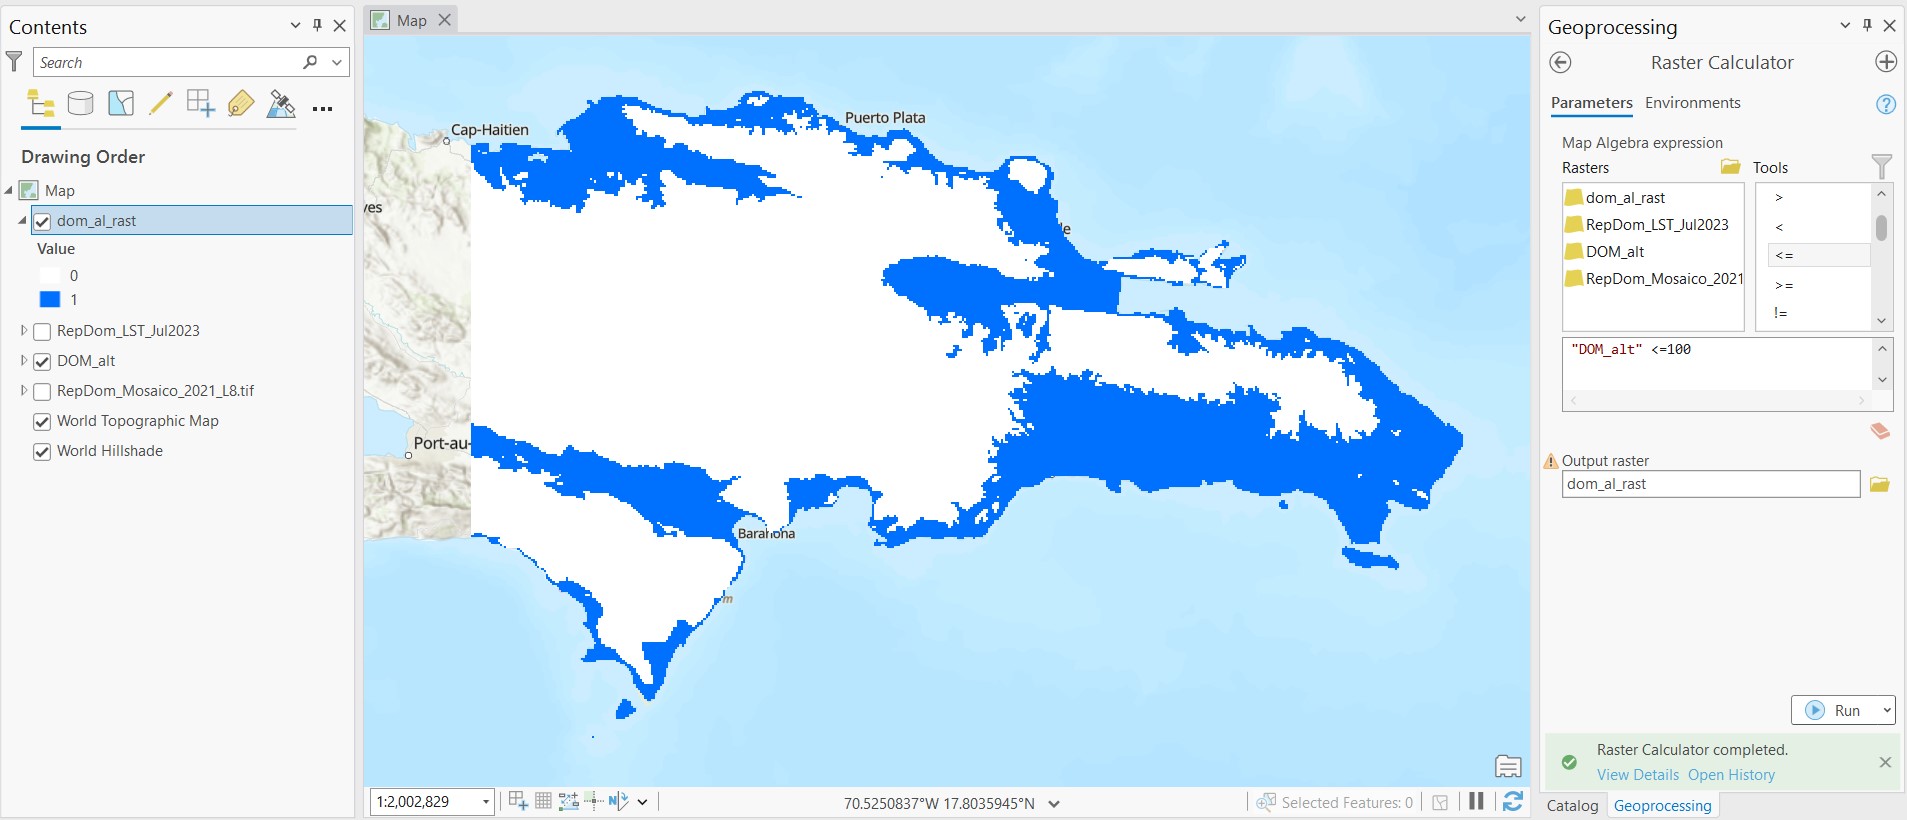 Contents
Search
Drawing Order
Map
dom_al_rast
Value
0
1
RepDom_LST_Jul2023
DOM_alt
RepDom_Mosaico_2021_L8.tif
World Topographic Map
World Hillshade
Map
Cap-Haitien
Puerto Plata
ves
e
Port-au-
Barahona
m
1:2,002,829
70.5250837°W 17.8035945°N
Selected Features: 0
Geoprocessing
Raster Calculator
Parameters Environments
Map Algebra expression
Rasters Tools
dom_al_rast
RepDom_LST_Jul2023
DOM_alt
RepDom_Mosaico_2021
>
<
<=
>=
!=
"DOM_alt" <=100
Output raster
dom_al_rast
Run
Raster Calculator completed.
View Details Open History
Catalog Geoprocessing